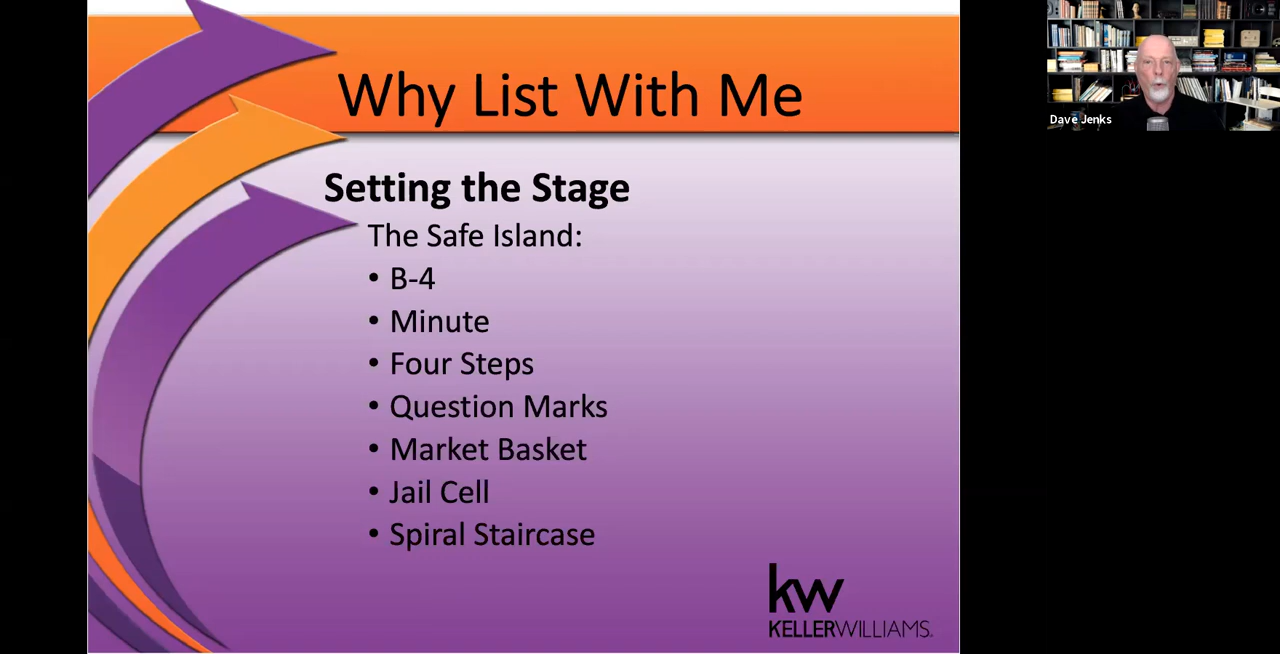 Why List With Me
Setting the Stage
The Safe Island:
• B-4
• Minute
• Four Steps
• Question Marks
• Market Basket
• Jail Cell
• Spiral Staircase
kw
KELLERWILLIAMS.
Dave Jenks